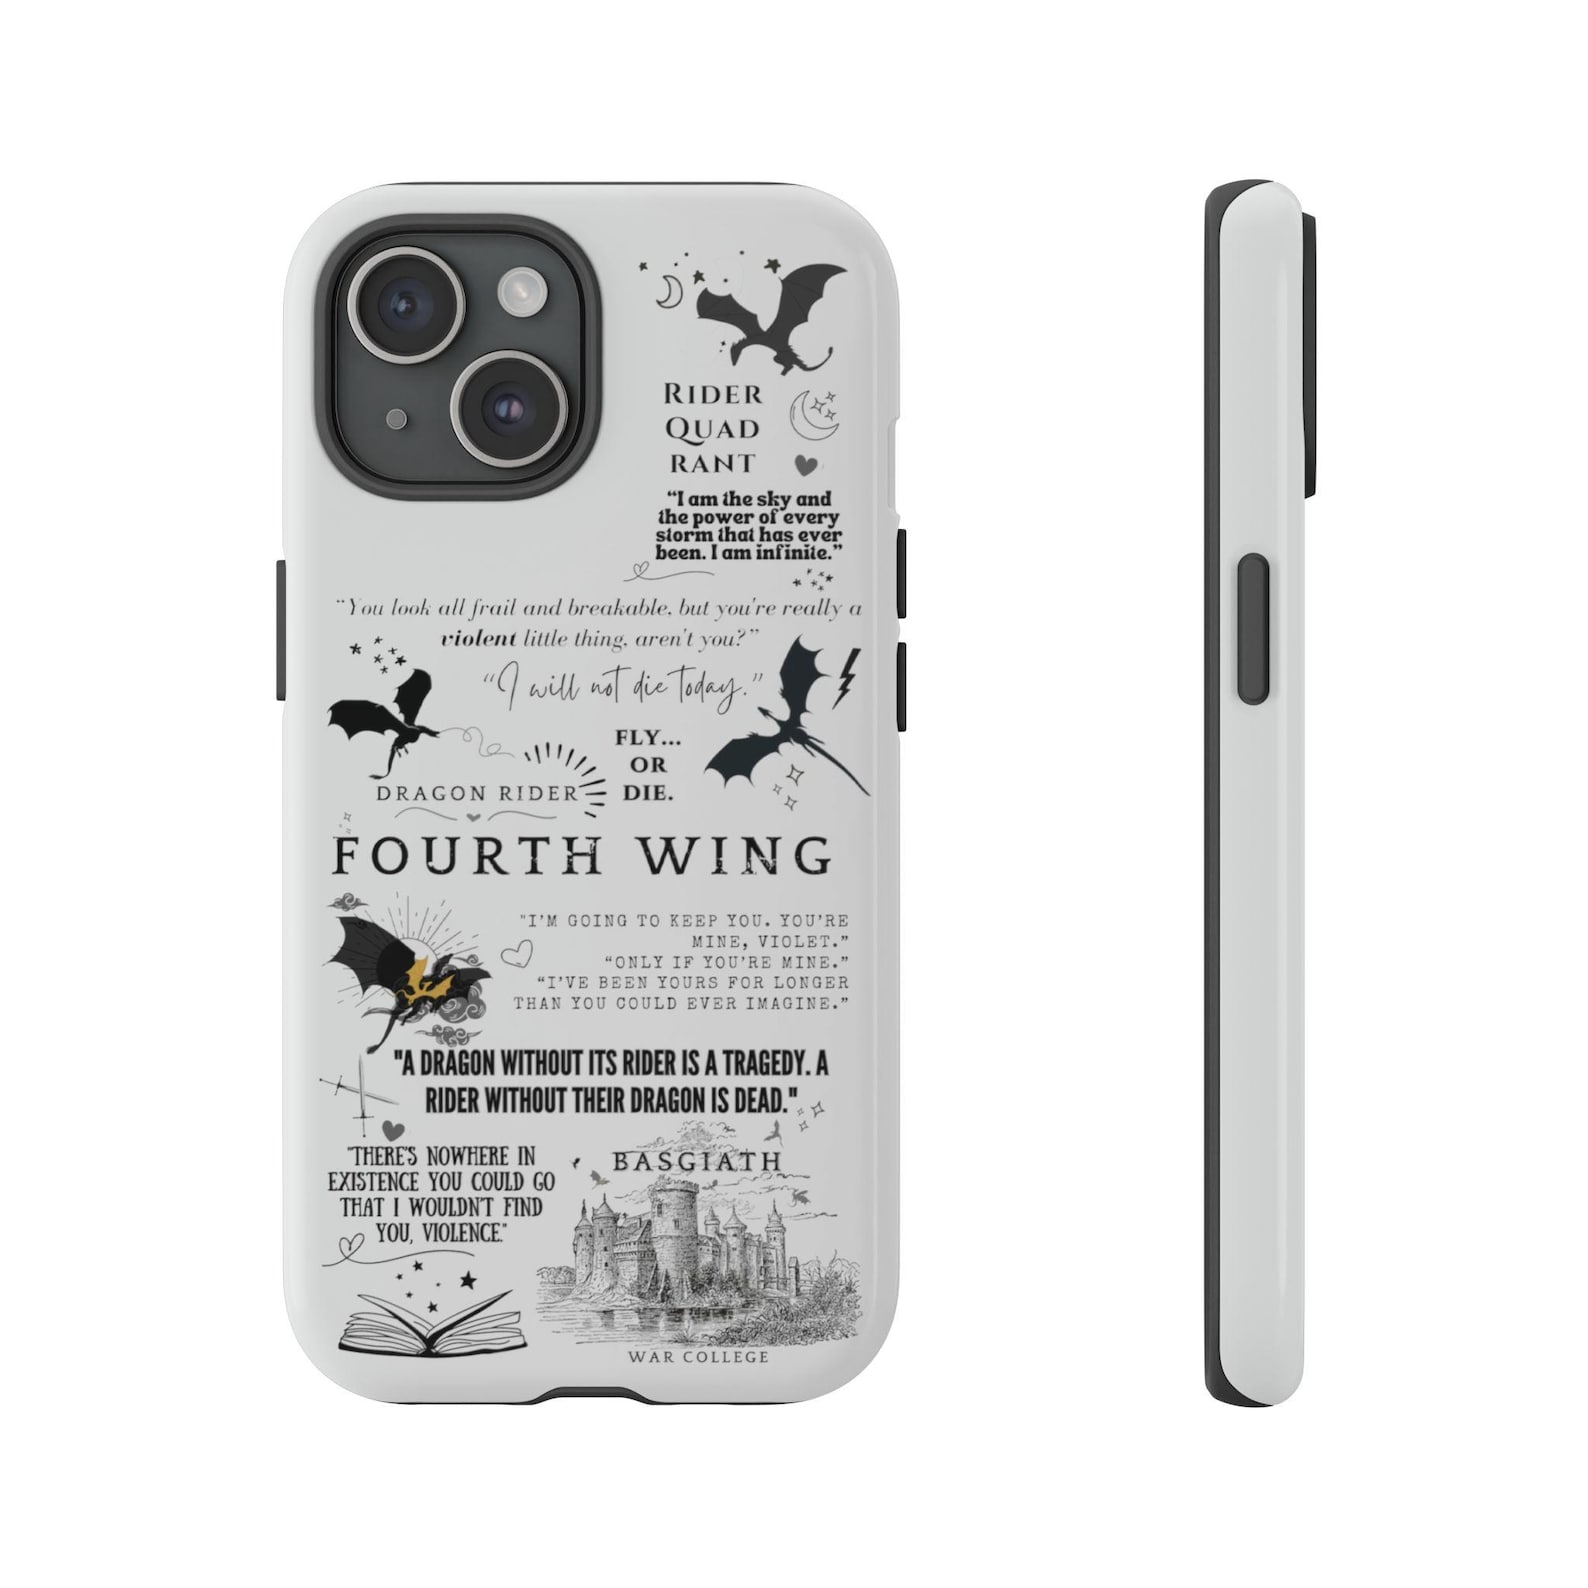 RIDER
QUAD
RANT
“I am the sky and
the power of every
storm that has ever
been. I am infinite.”
“You look all frail and breakable, but you're really a
violent little thing, aren't you?”
“I will not die today.”
FLY...
OR
DIE.
DRAGON RIDER
FOURTH WING
"I'M GOING TO KEEP YOU. YOU'RE
MINE, VIOLET.”
“ONLY IF YOU'RE MINE.”
“I'VE BEEN YOURS FOR LONGER
THAN YOU COULD EVER IMAGINE.”
"A DRAGON WITHOUT ITS RIDER IS A TRAGEDY. A
RIDER WITHOUT THEIR DRAGON IS DEAD."
"THERE'S NOWHERE IN
EXISTENCE YOU COULD GO
THAT I WOULDN'T FIND
YOU, VIOLENCE."
BASGIATH
WAR COLLEGE